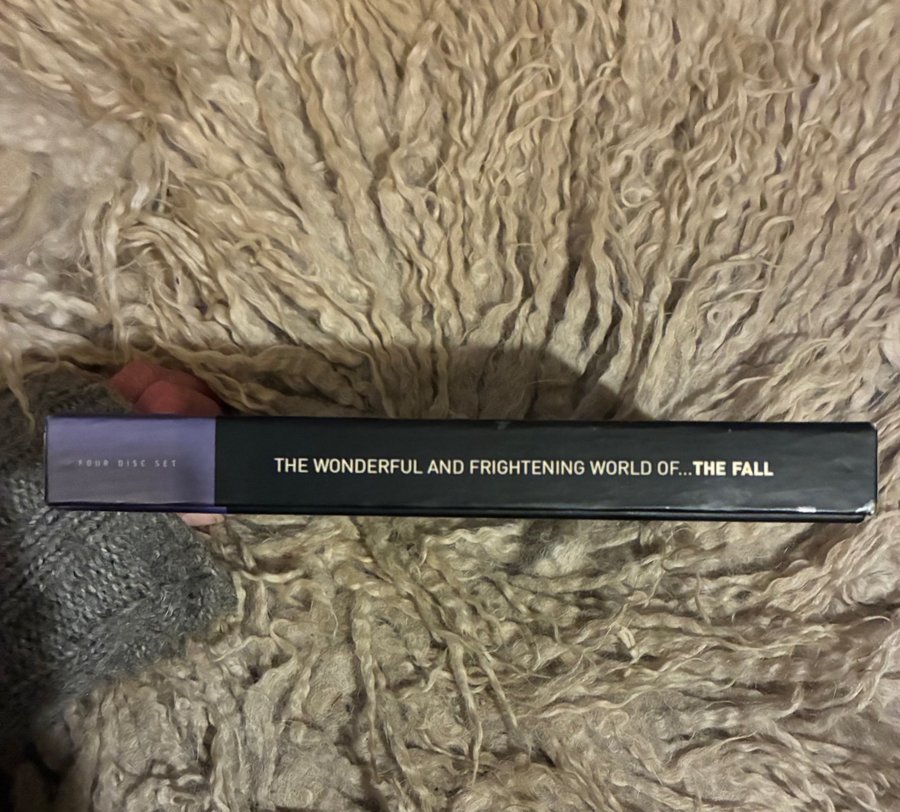 FOUR DISC SET
THE WONDERFUL AND FRIGHTENING WORLD OF...THE FALL